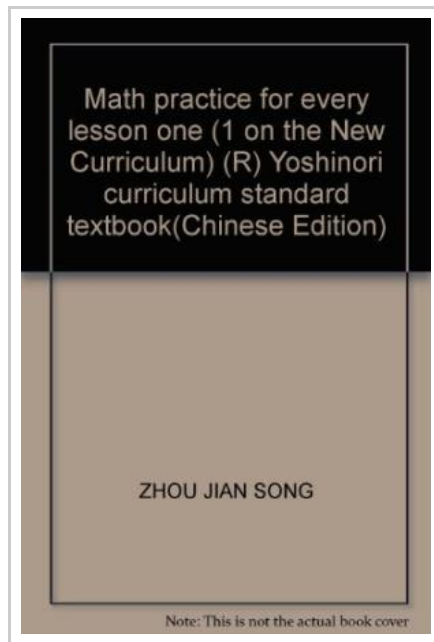 Math practice for every
lesson one (1 on the New
Curriculum) (R) Yoshinori
curriculum standard
textbook(Chinese Edition)
ZHOU JIAN SONG
Note: This is not the actual book cover